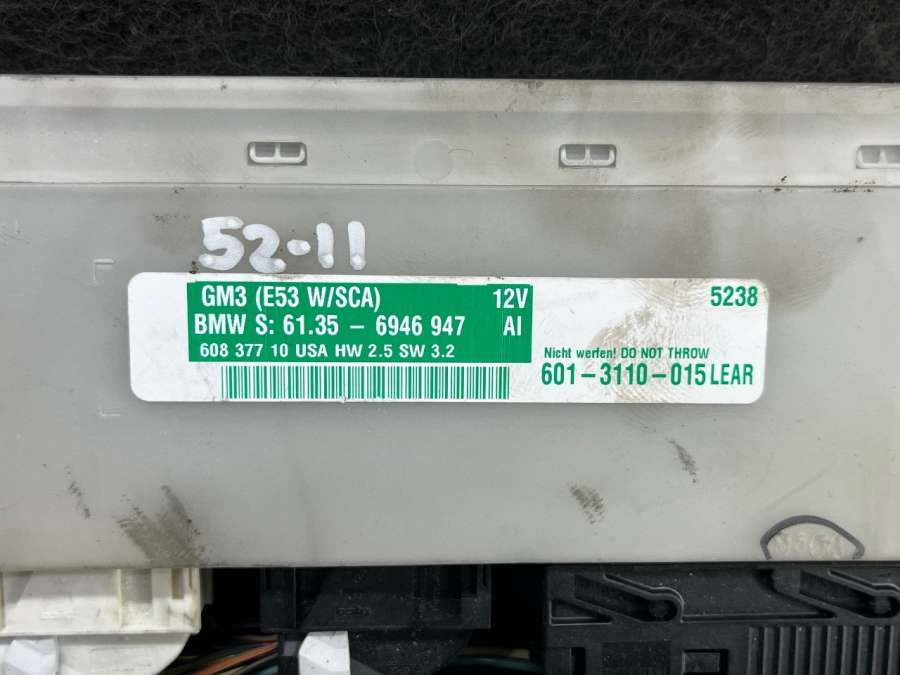 52-11
GM3 (E53 W/SCA) 12V
BMW S: 61.35 - 6946 947 AI
608 377 10 USA HW 2.5 SW 3.2
5238
Nicht werfen! DO NOT THROW
601-3110-015 LEAR